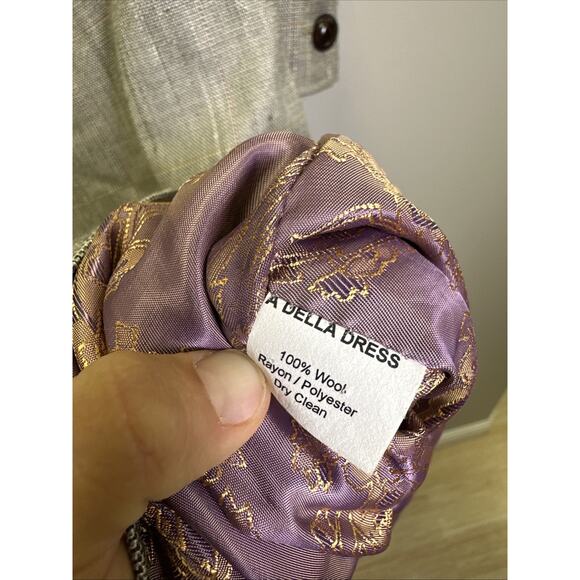 A DELLA DRESS
100% Wool
Rayon / Polyester
Dry Clean